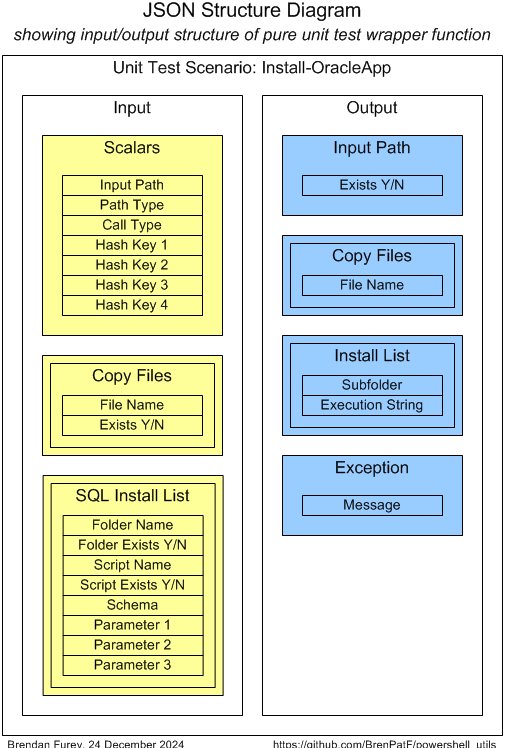 JSON Structure Diagram
showing input/output structure of pure unit test wrapper function
Unit Test Scenario: Install-OracleApp
Input
Scalars
Input Path
Path Type
Call Type
Hash Key 1
Hash Key 2
Hash Key 3
Hash Key 4
Copy Files
File Name
Exists Y/N
SQL Install List
Folder Name
Folder Exists Y/N
Script Name
Script Exists Y/N
Schema
Parameter 1
Parameter 2
Parameter 3
Output
Input Path
Exists Y/N
Copy Files
File Name
Install List
Subfolder
Execution String
Exception
Message
Brendan Furey, 24 December 2024
https://github.com/BrenPatF/powershell_utils